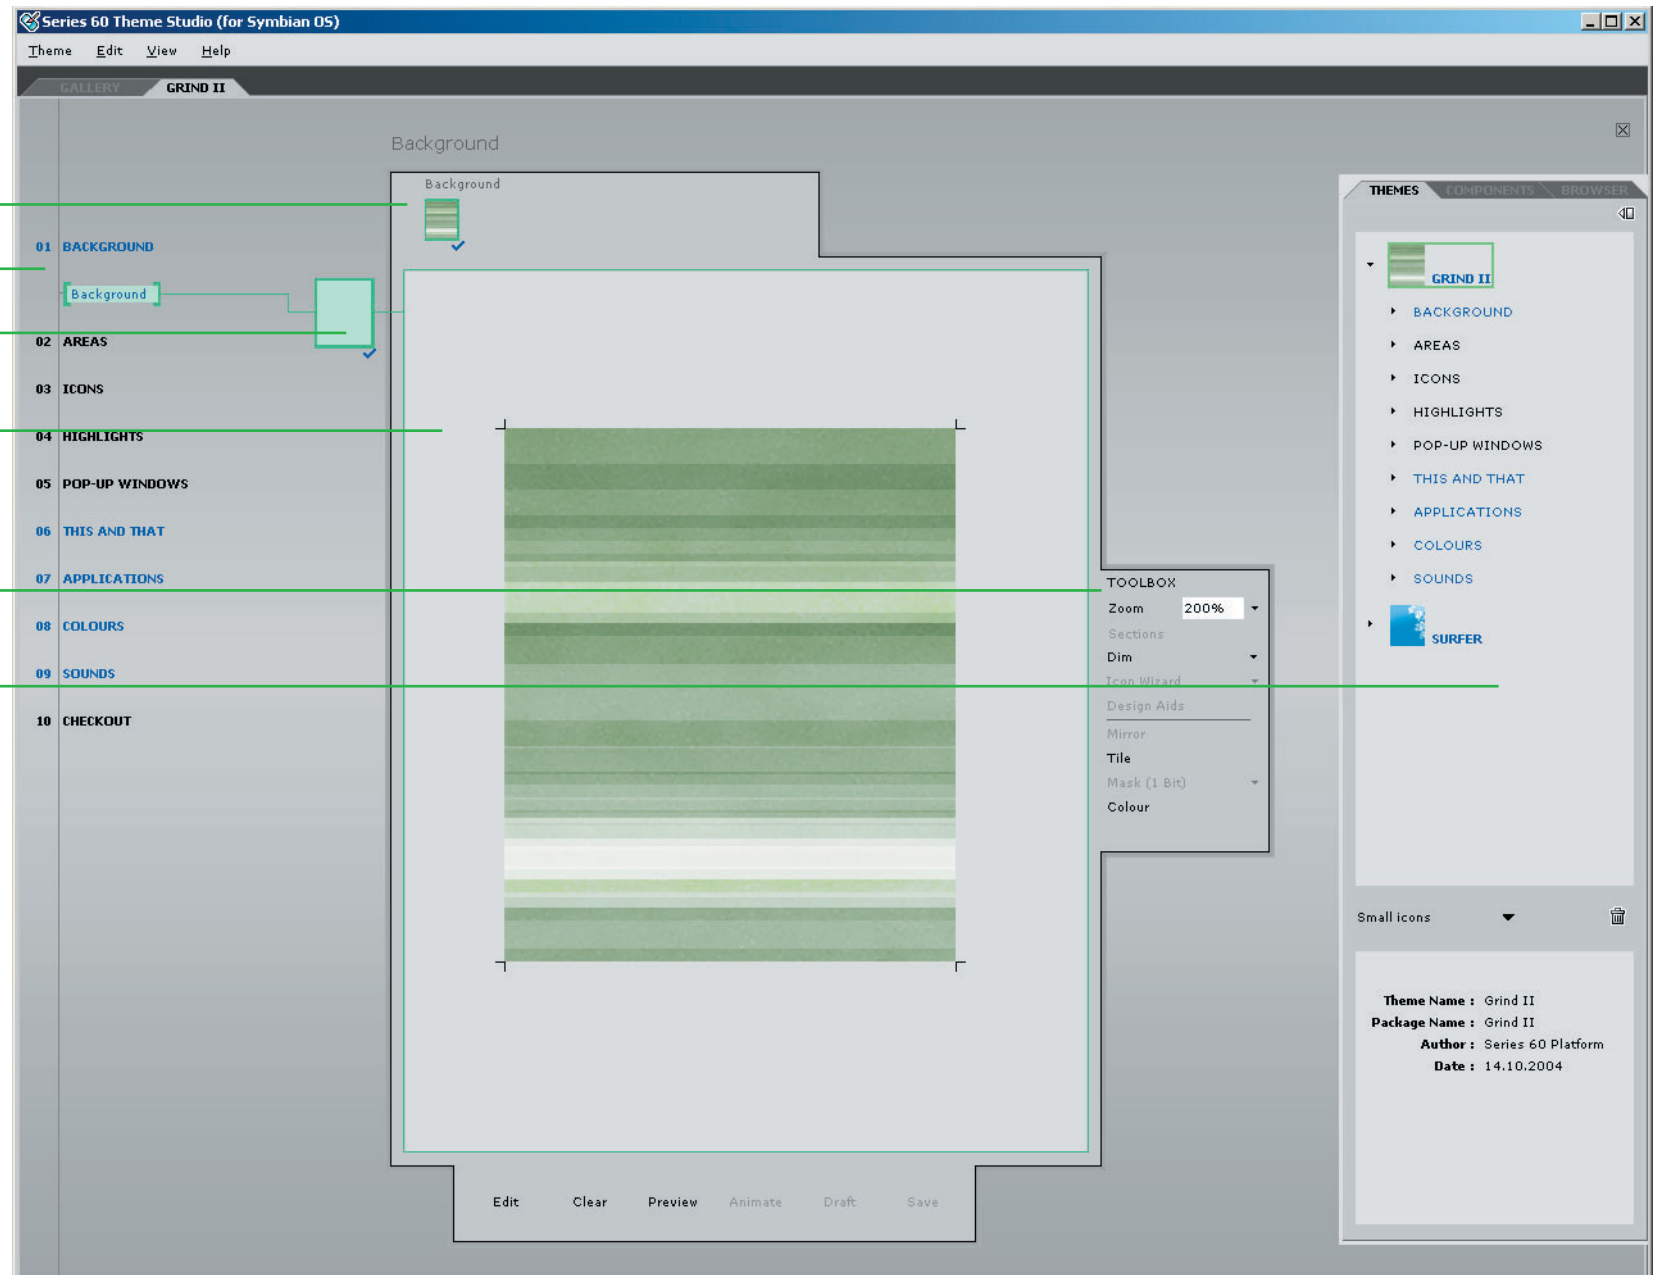 Series 60 Theme Studio (for Symbian OS)
Theme Edit View Help
GALLERY GRIND II
Background
Background
01 BACKGROUND
Background
02 AREAS
03 ICONS
04 HIGHLIGHTS
05 POP-UP WINDOWS
06 THIS AND THAT
07 APPLICATIONS
08 COLOURS
09 SOUNDS
10 CHECKOUT
TOOLBOX
Zoom 200%
Sections
Dim
Icon Wizard
Design Aids
Mirror
Tile
Mask (1 Bit)
Colour
Edit Clear Preview Animate Draft Save
THEMES COMPONENTS BROWSER
GRIND II
BACKGROUND
AREAS
ICONS
HIGHLIGHTS
POP-UP WINDOWS
THIS AND THAT
APPLICATIONS
COLOURS
SOUNDS
SURFER
Small icons
Theme Name : Grind II
Package Name : Grind II
Author : Series 60 Platform
Date : 14.10.2004